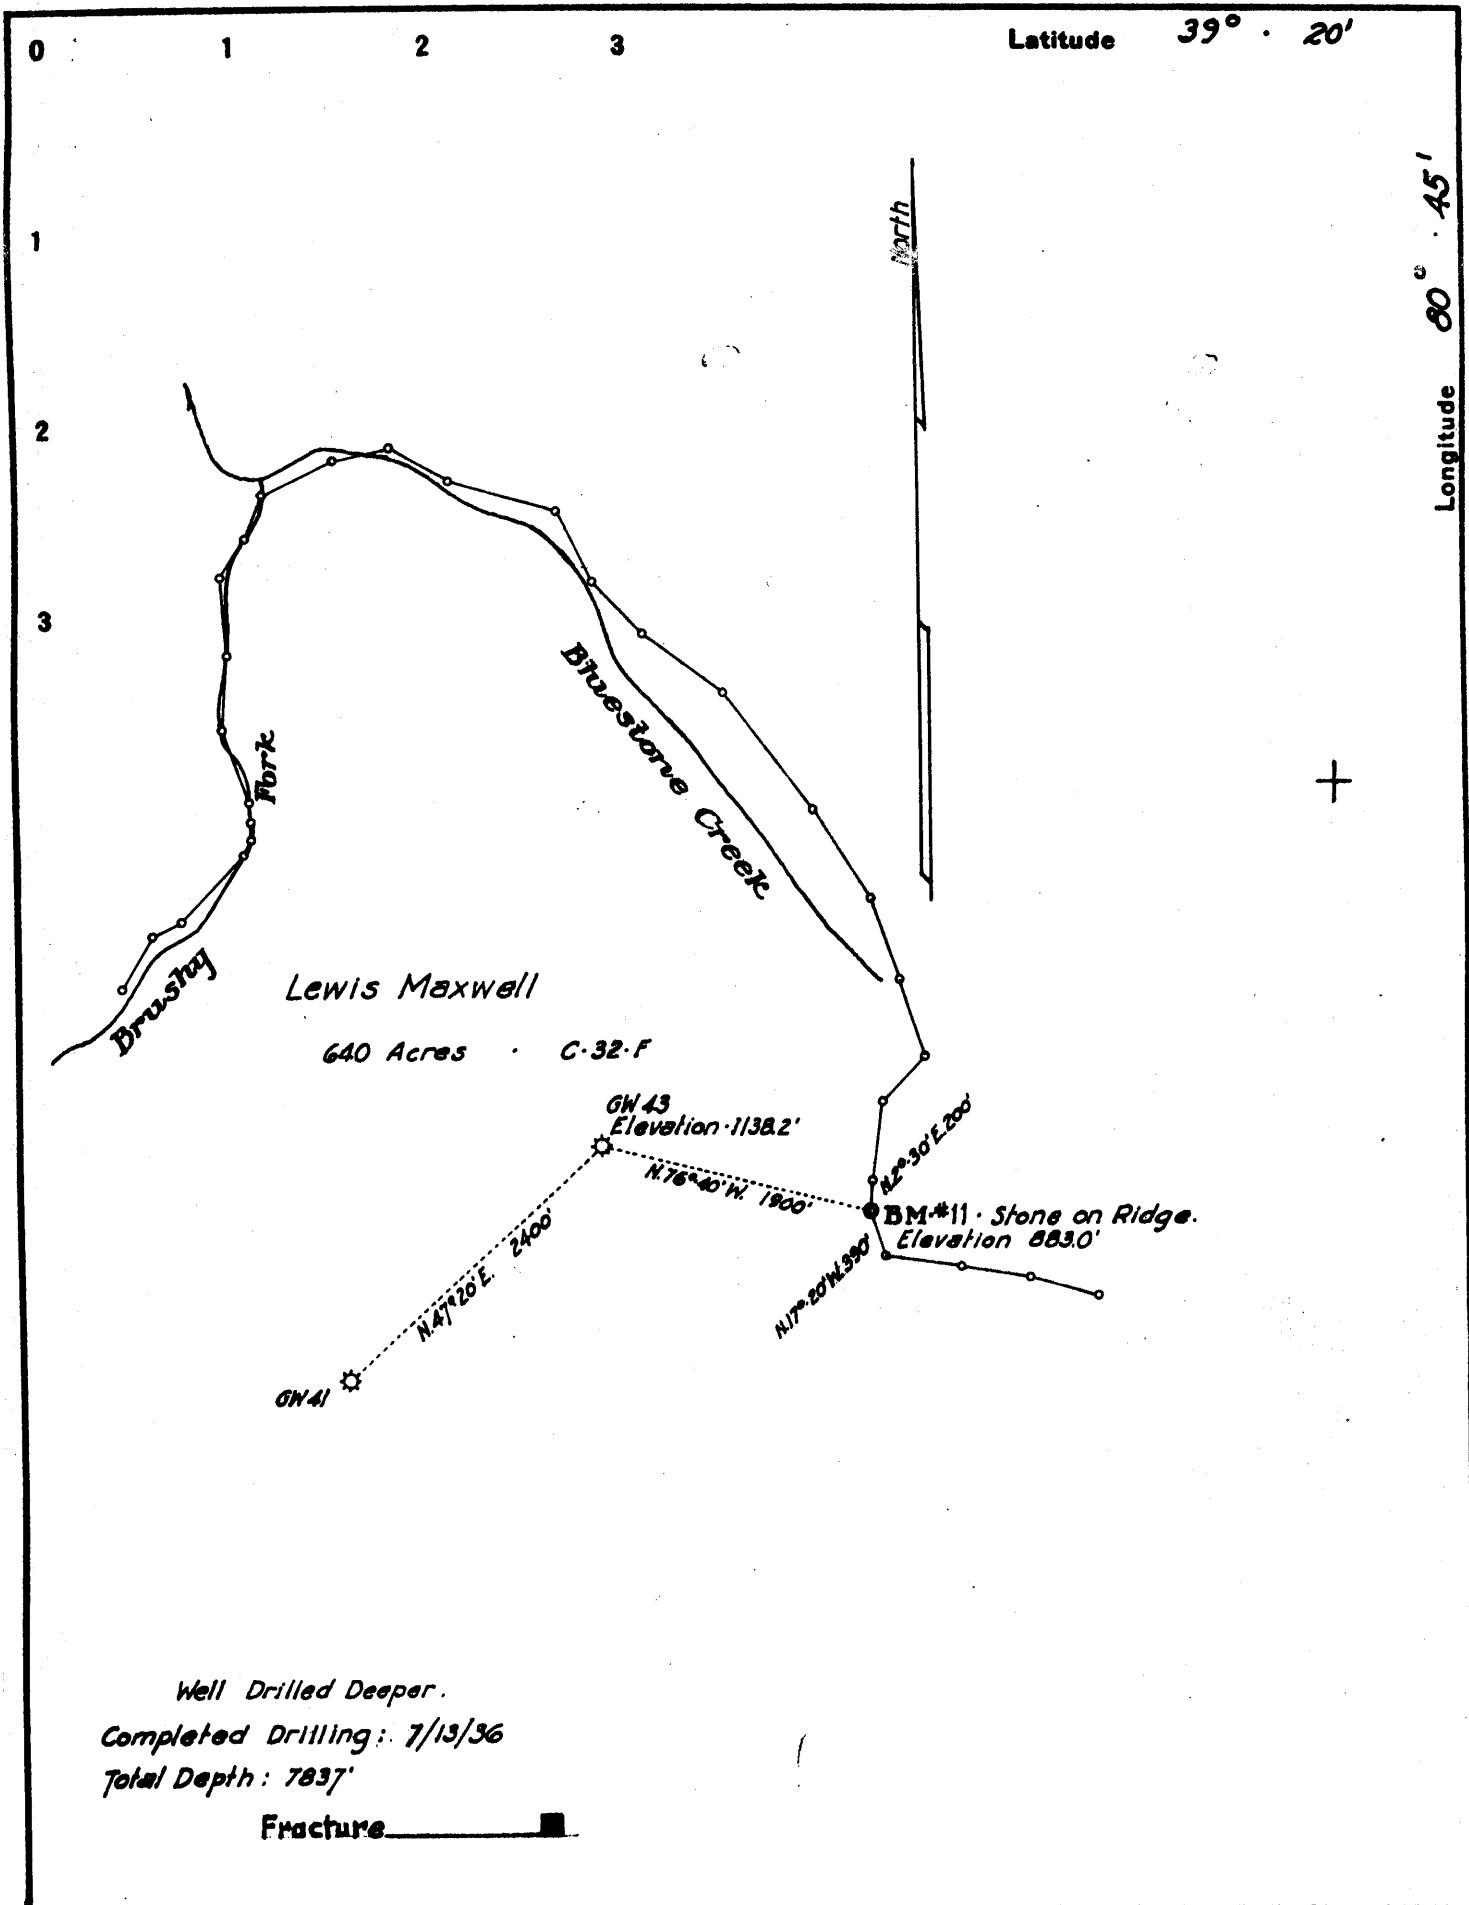 0 1 2 3 Latitude 39° · 20'
1
2
3
Longitude 80° · 45'
North
Bluestone Creek
Fork
Brushy
Lewis Maxwell
640 Acres · C·32·F
GW 43
Elevation·1138.2'
N.76°·40' W. 1900'
N.2°·30' E. 200'
BM·#11 · Stone on Ridge.
Elevation 883.0'
N.17°·20' W. 390'
N.47°·20' E. 2400'
GW 41
Well Drilled Deeper.
Completed Drilling: 7/13/36
Total Depth: 7837'
Fracture